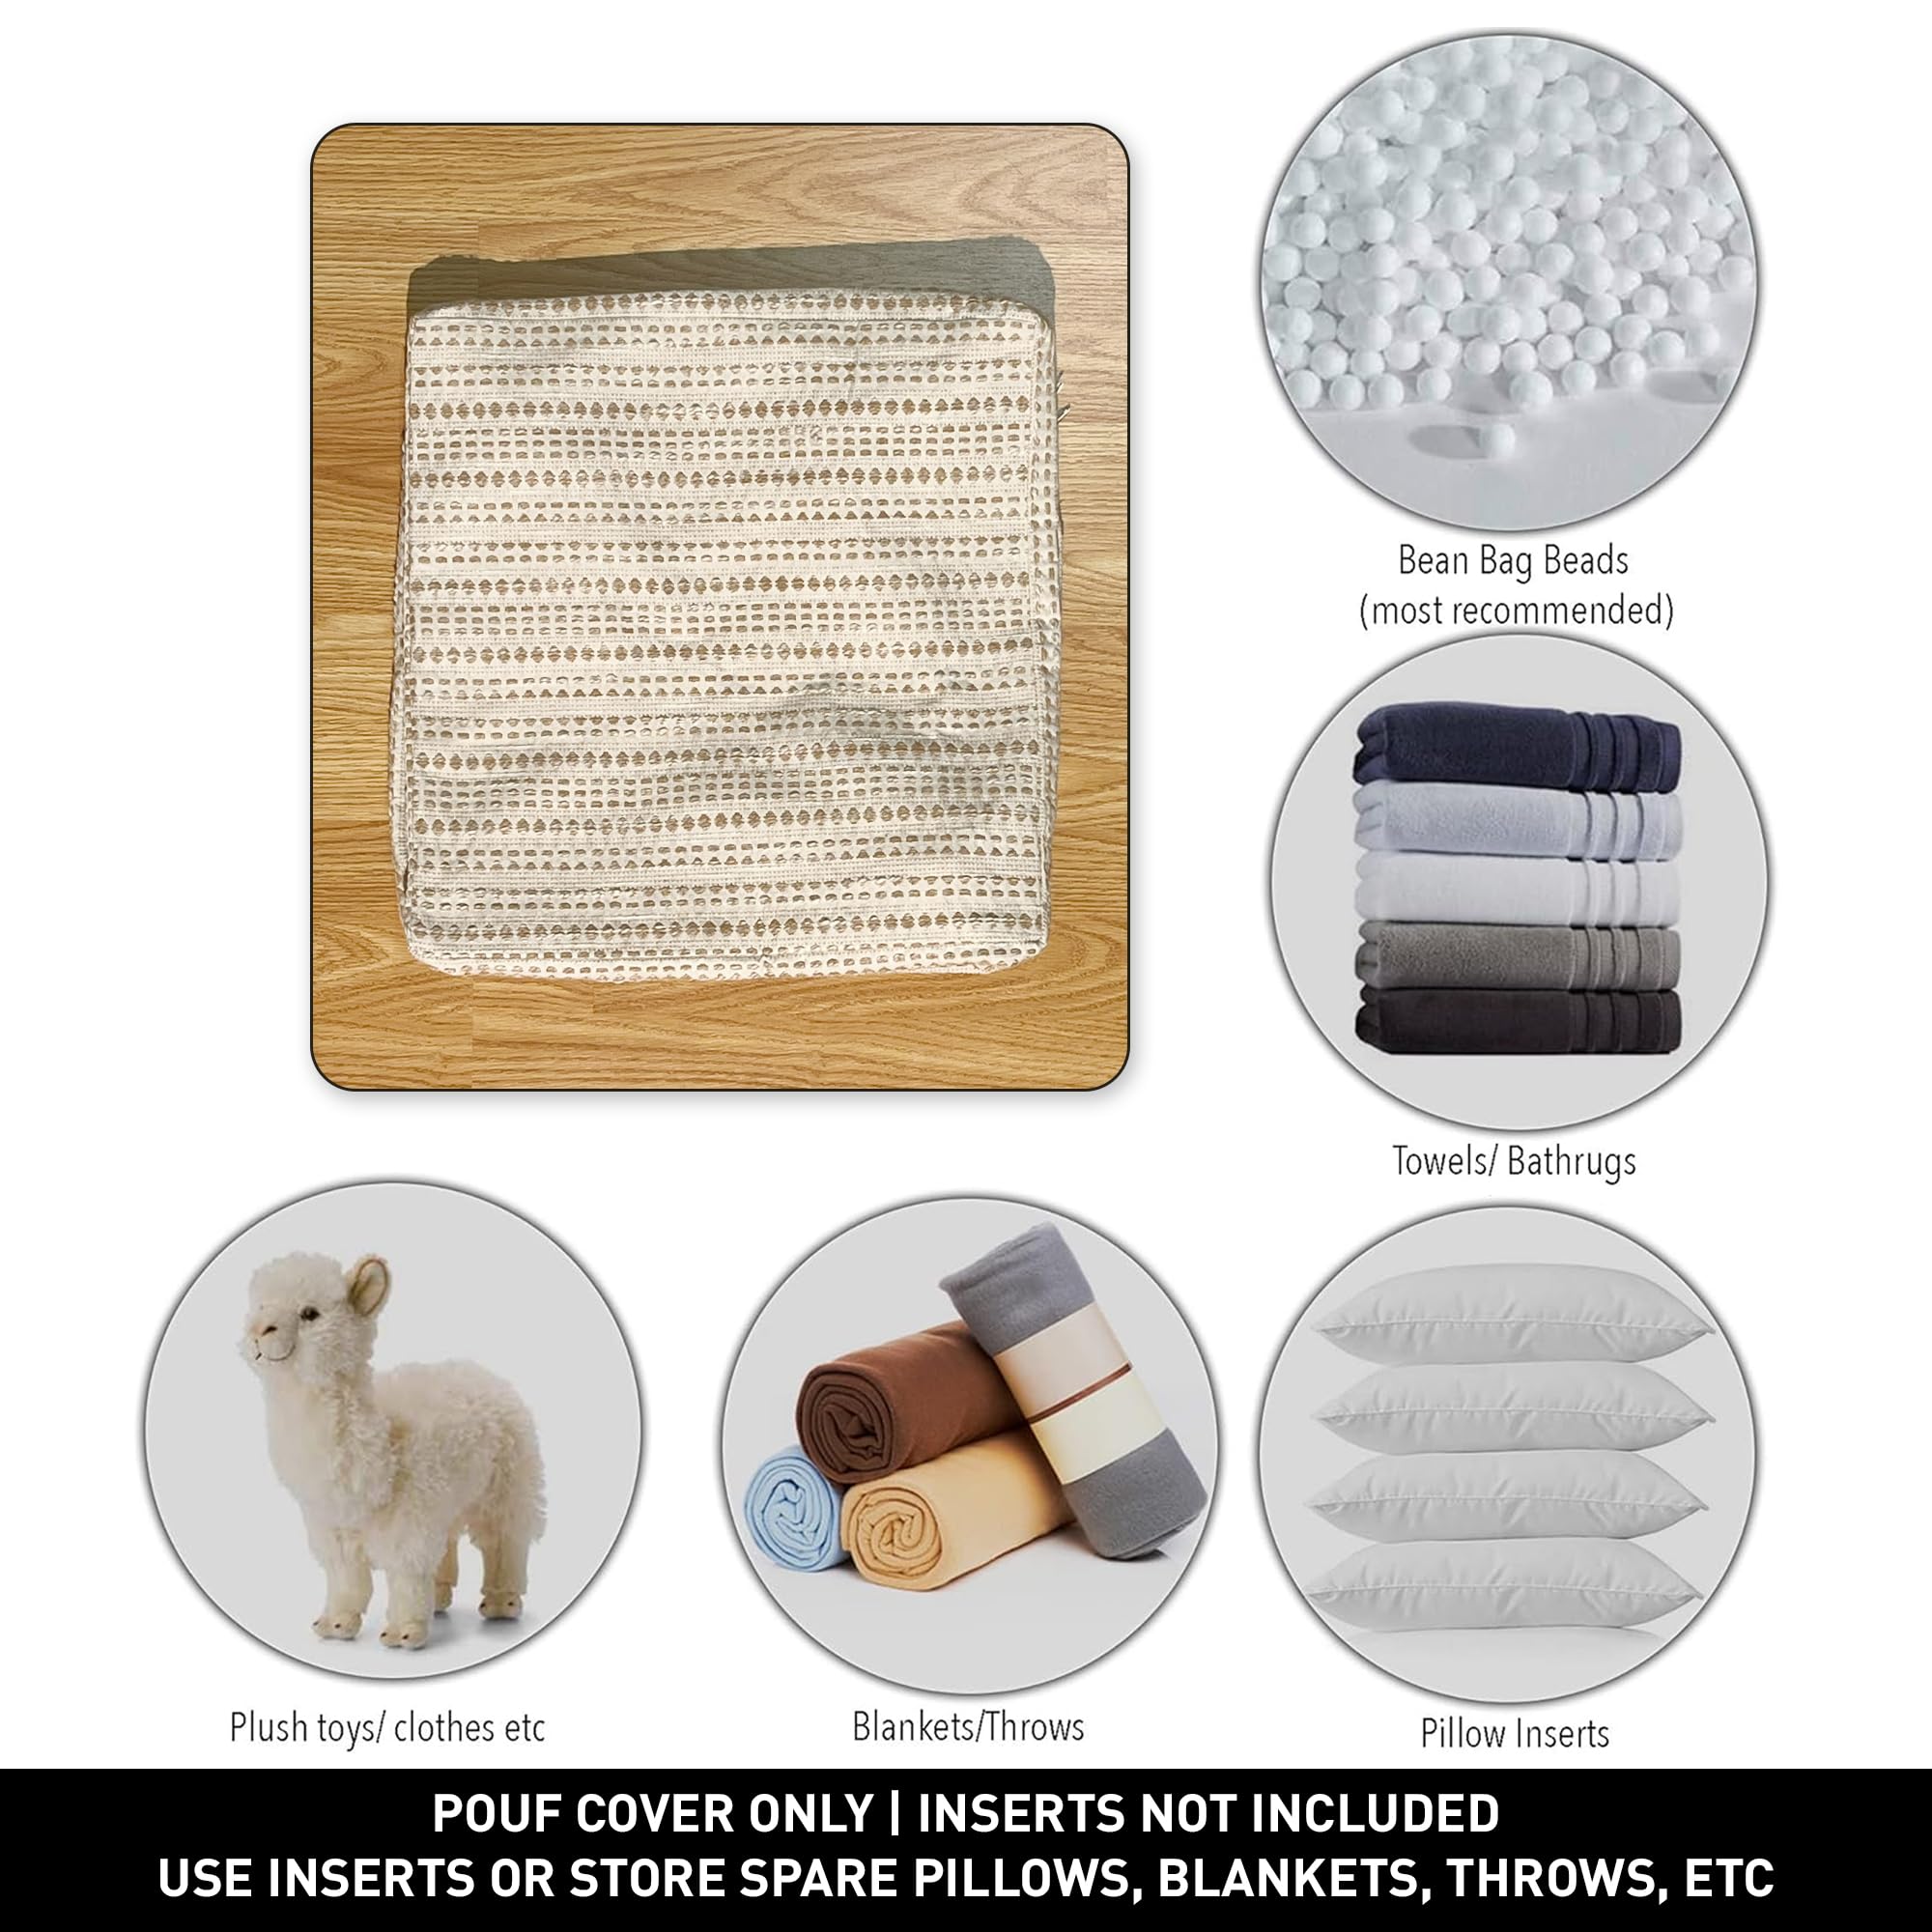 Bean Bag Beads
(most recommended)
Towels/ Bathrugs
Plush toys/ clothes etc
Blankets/Throws
Pillow Inserts
POUF COVER ONLY | INSERTS NOT INCLUDED
USE INSERTS OR STORE SPARE PILLOWS, BLANKETS, THROWS, ETC